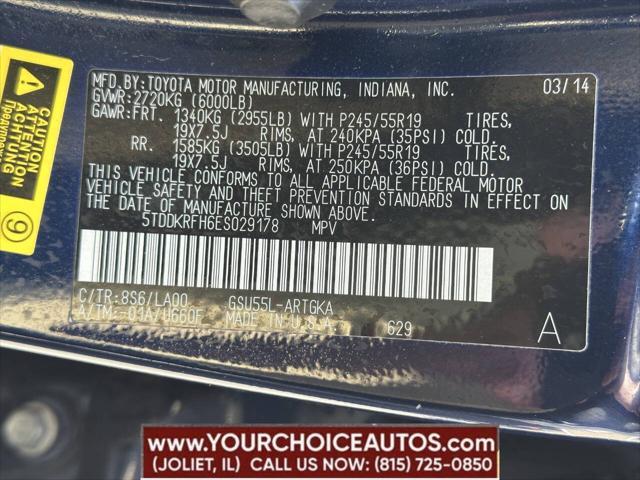 MFD.BY:TOYOTA MOTOR MANUFACTURING, INDIANA, INC. 03/14
GVWR:2720KG (6000LB)
GAWR:FRT. 1340KG (2955LB) WITH P245/55R19 TIRES,
19X7.5J RIMS, AT 240KPA (35PSI) COLD.
RR. 1585KG (3505LB) WITH P245/55R19 TIRES,
19X7.5J RIMS, AT 250KPA (36PSI) COLD.
THIS VEHICLE CONFORMS TO ALL APPLICABLE FEDERAL MOTOR
VEHICLE SAFETY AND THEFT PREVENTION STANDARDS IN EFFECT ON
THE DATE OF MANUFACTURE SHOWN ABOVE.
5TDDKRFH6ES029178 MPV
C/TR:8S6/LA00 GSU55L-ARTGKA
A/TM:-01A/U660F MADE IN U.S.A. 629 A
CAUTION
ATTENTION
ACHTUNG
9
WWW.YOURCHOICEAUTOS.COM
(JOLIET, IL) CALL US NOW: (815) 725-0850